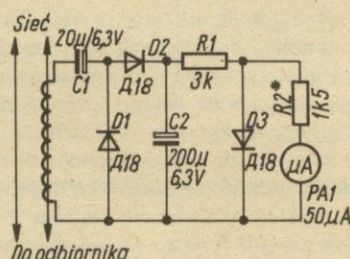 Sieć
20μ/6,3V
C1
D2
Д18
R1
3k
D1
Д18
C2
200μ
6,3V
D3
Д18
R2*
1k5
μA
PA1
50μA
Do odbiornika